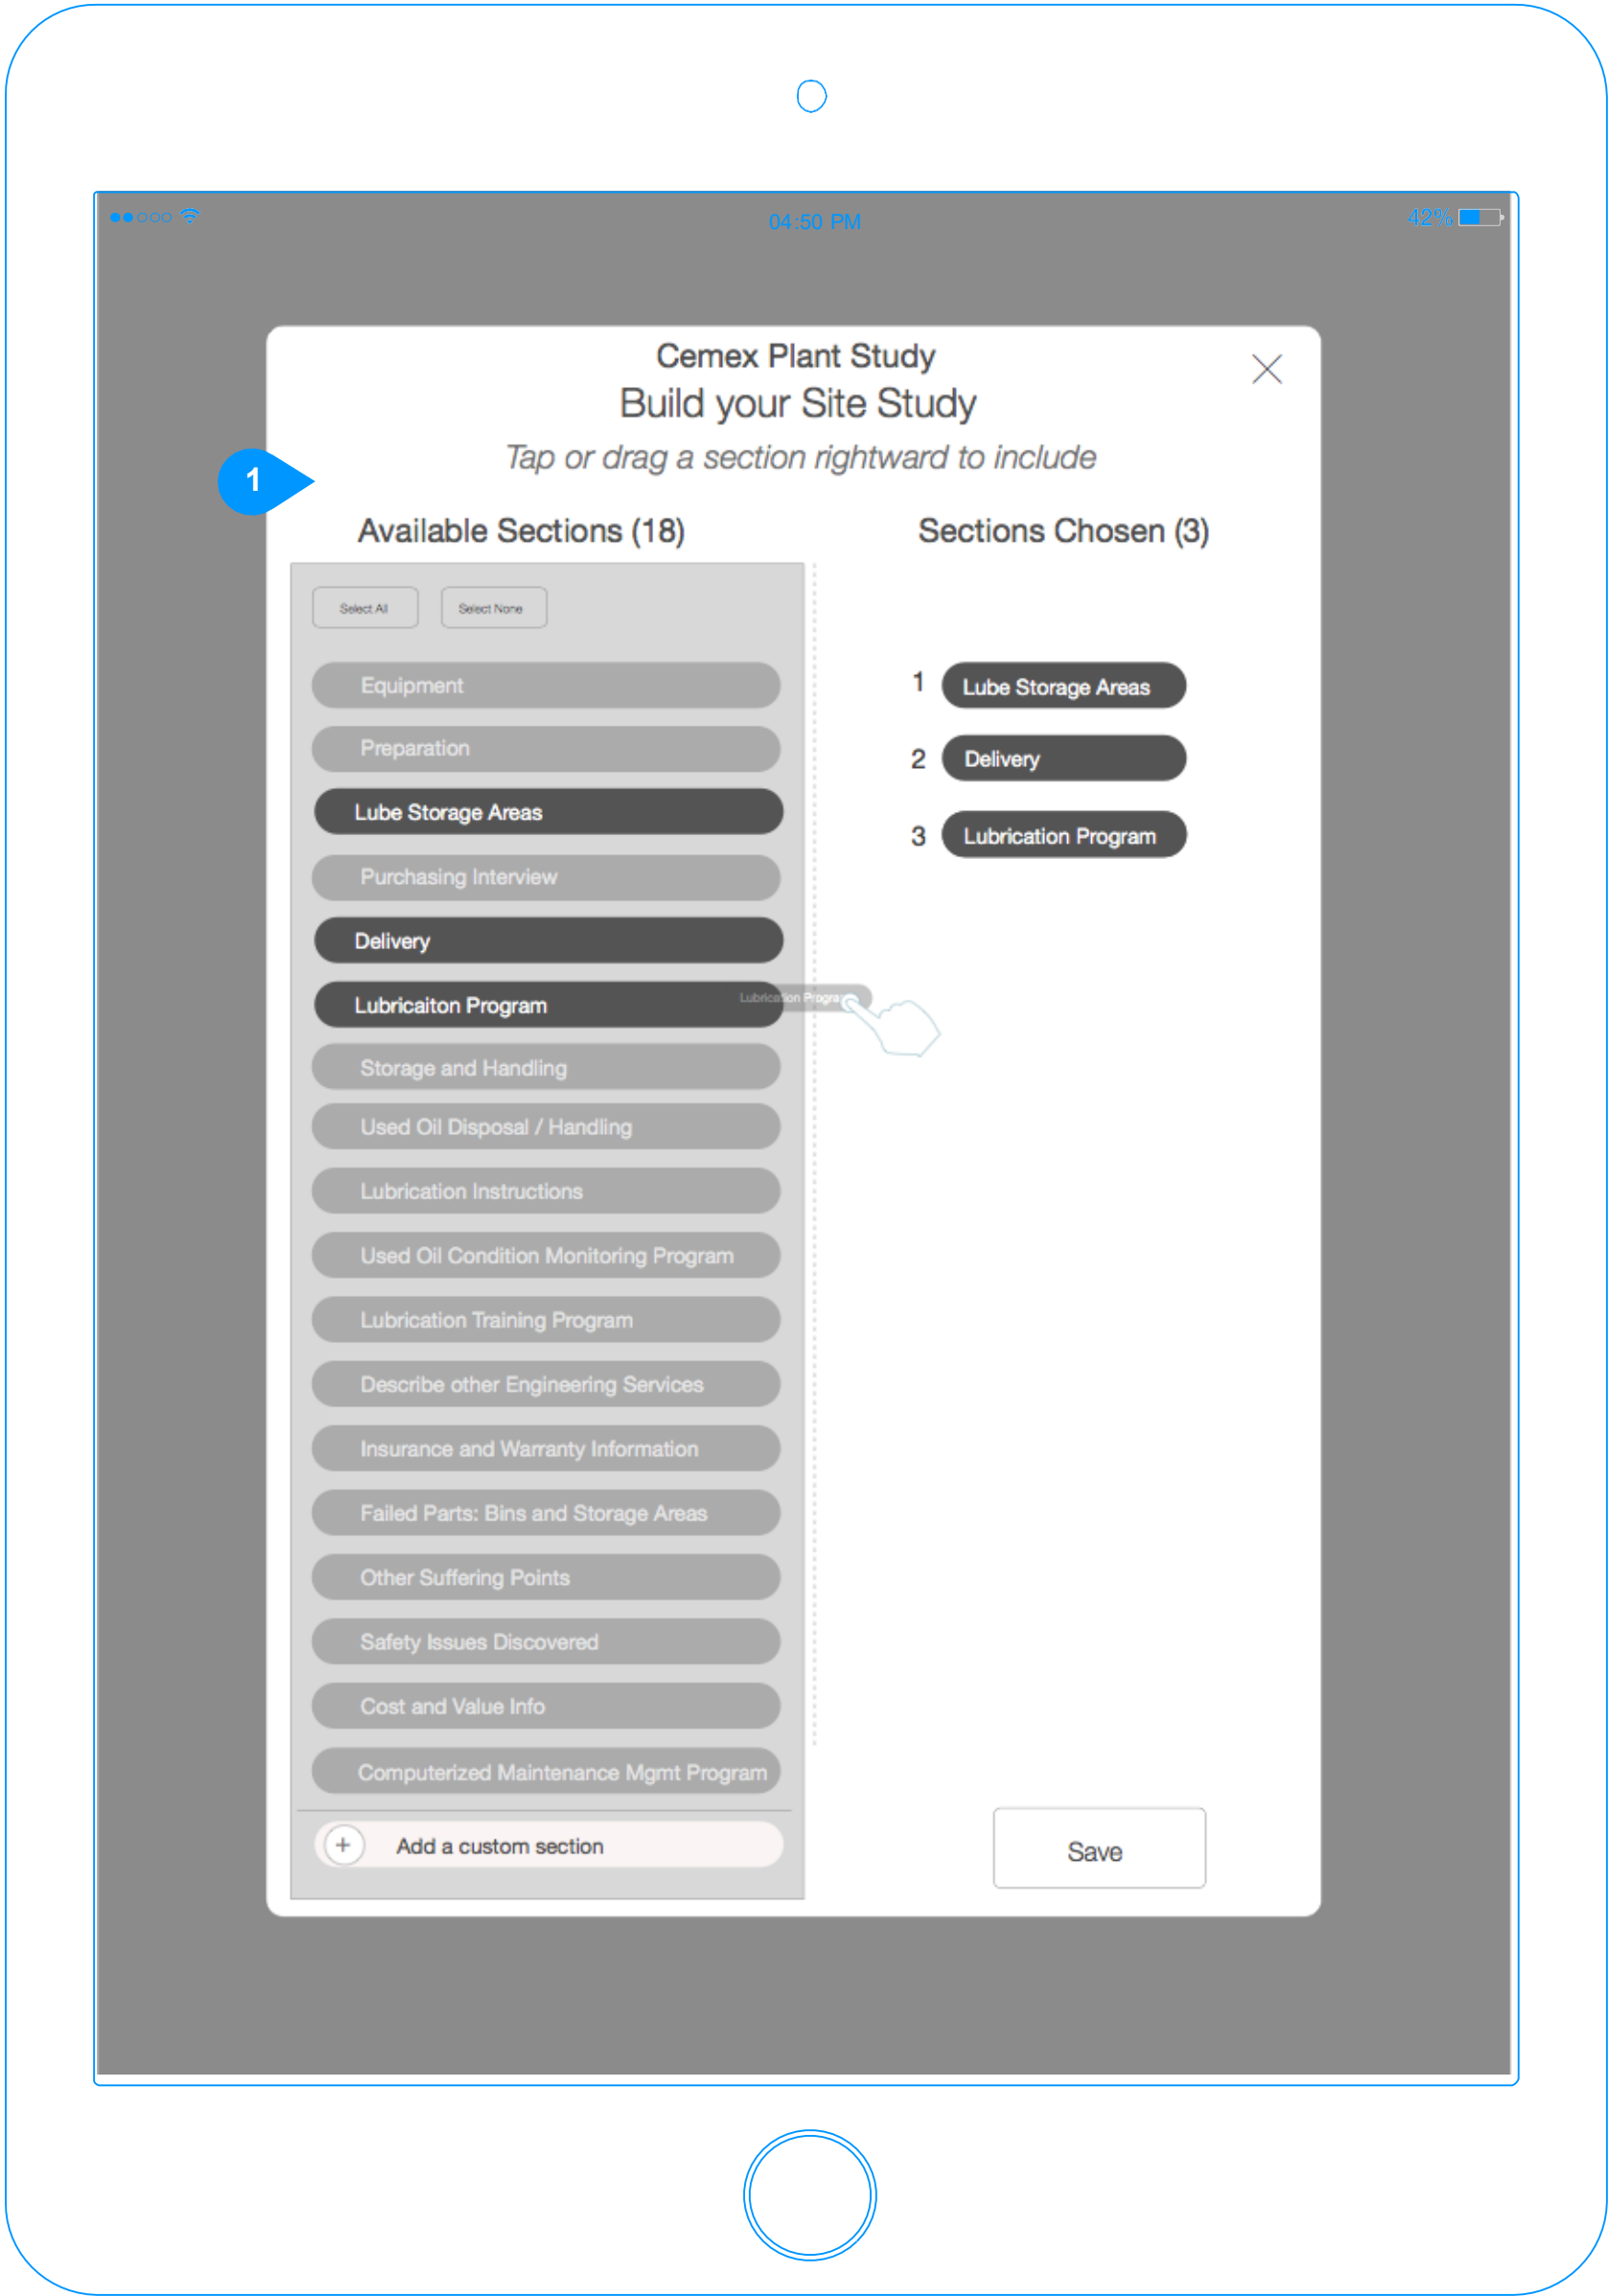 04:50 PM
42%
Cemex Plant Study
Build your Site Study
Tap or drag a section rightward to include
1
Available Sections (18)
Sections Chosen (3)
Select All
Select None
Equipment
Preparation
Lube Storage Areas
Purchasing Interview
Delivery
Lubricaiton Program
Lubrication Progra
Storage and Handling
Used Oil Disposal / Handling
Lubrication Instructions
Used Oil Condition Monitoring Program
Lubrication Training Program
Describe other Engineering Services
Insurance and Warranty Information
Failed Parts: Bins and Storage Areas
Other Suffering Points
Safety Issues Discovered
Cost and Value Info
Computerized Maintenance Mgmt Program
+ Add a custom section
1 Lube Storage Areas
2 Delivery
3 Lubrication Program
Save